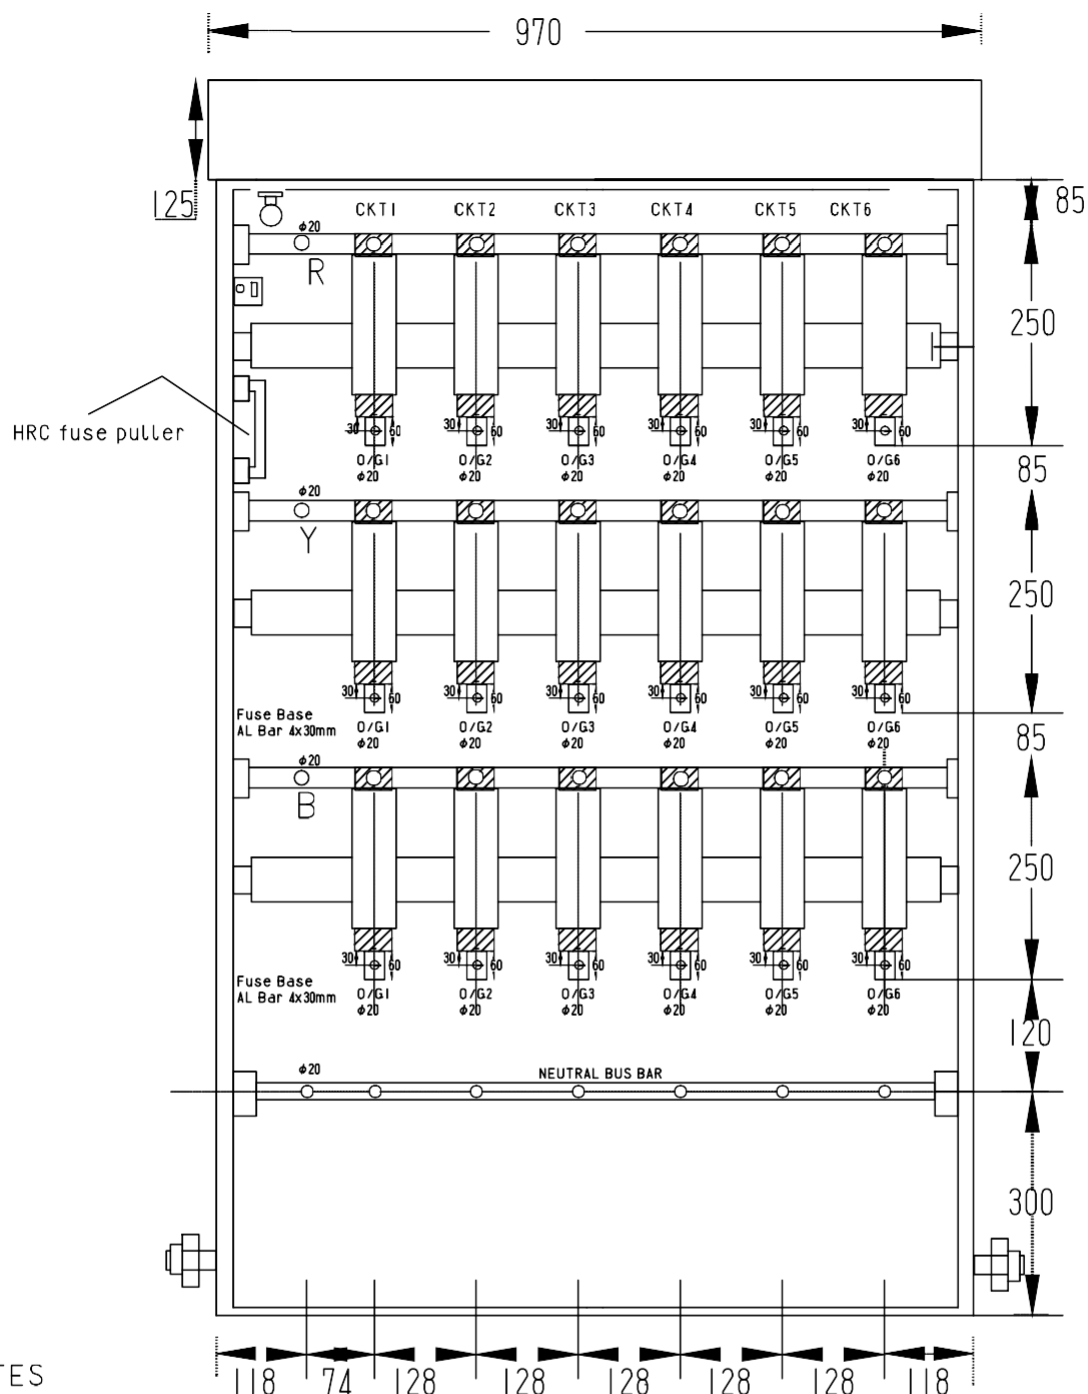 970
125
85
CKT1 CKT2 CKT3 CKT4 CKT5 CKT6
ϕ20
R
250
HRC fuse puller
30 60 30 60 30 60 30 60 30 60 30 60
O/G1 O/G2 O/G3 O/G4 O/G5 O/G6
ϕ20 ϕ20 ϕ20 ϕ20 ϕ20 ϕ20
85
ϕ20
Y
250
30 60 30 60 30 60 30 60 30 60 30 60
Fuse Base
AL Bar 4x30mm
O/G1 O/G2 O/G3 O/G4 O/G5 O/G6
ϕ20 ϕ20 ϕ20 ϕ20 ϕ20 ϕ20
85
ϕ20
B
250
30 60 30 60 30 60 30 60 30 60 30 60
Fuse Base
AL Bar 4x30mm
O/G1 O/G2 O/G3 O/G4 O/G5 O/G6
ϕ20 ϕ20 ϕ20 ϕ20 ϕ20 ϕ20
120
ϕ20
NEUTRAL BUS BAR
300
TES
118 74 128 128 128 128 128 118